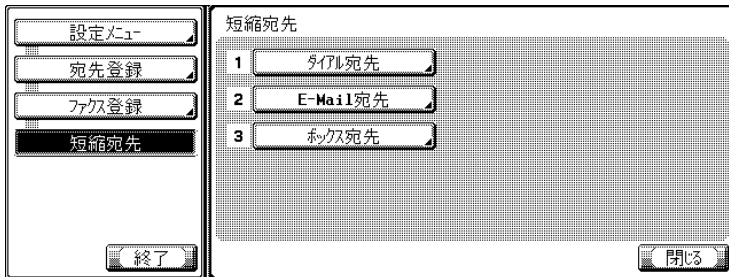 設定ﾒﾆｭｰ
宛先登録
ﾌｧｸｽ登録
短縮宛先
終了
短縮宛先
1 ﾀﾞｲｱﾙ宛先
2 E-Mail宛先
3 ﾎﾞｯｸｽ宛先
閉じる